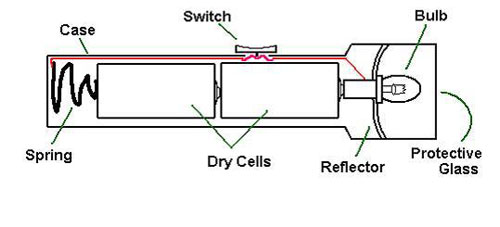 Switch
Bulb
Case
Spring
Dry Cells
Reflector
Protective
Glass